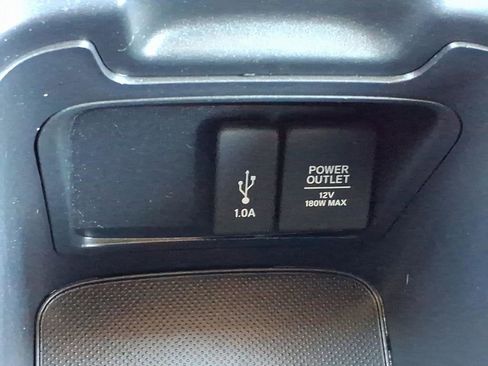 1.0A
POWER
OUTLET
12V
180W MAX